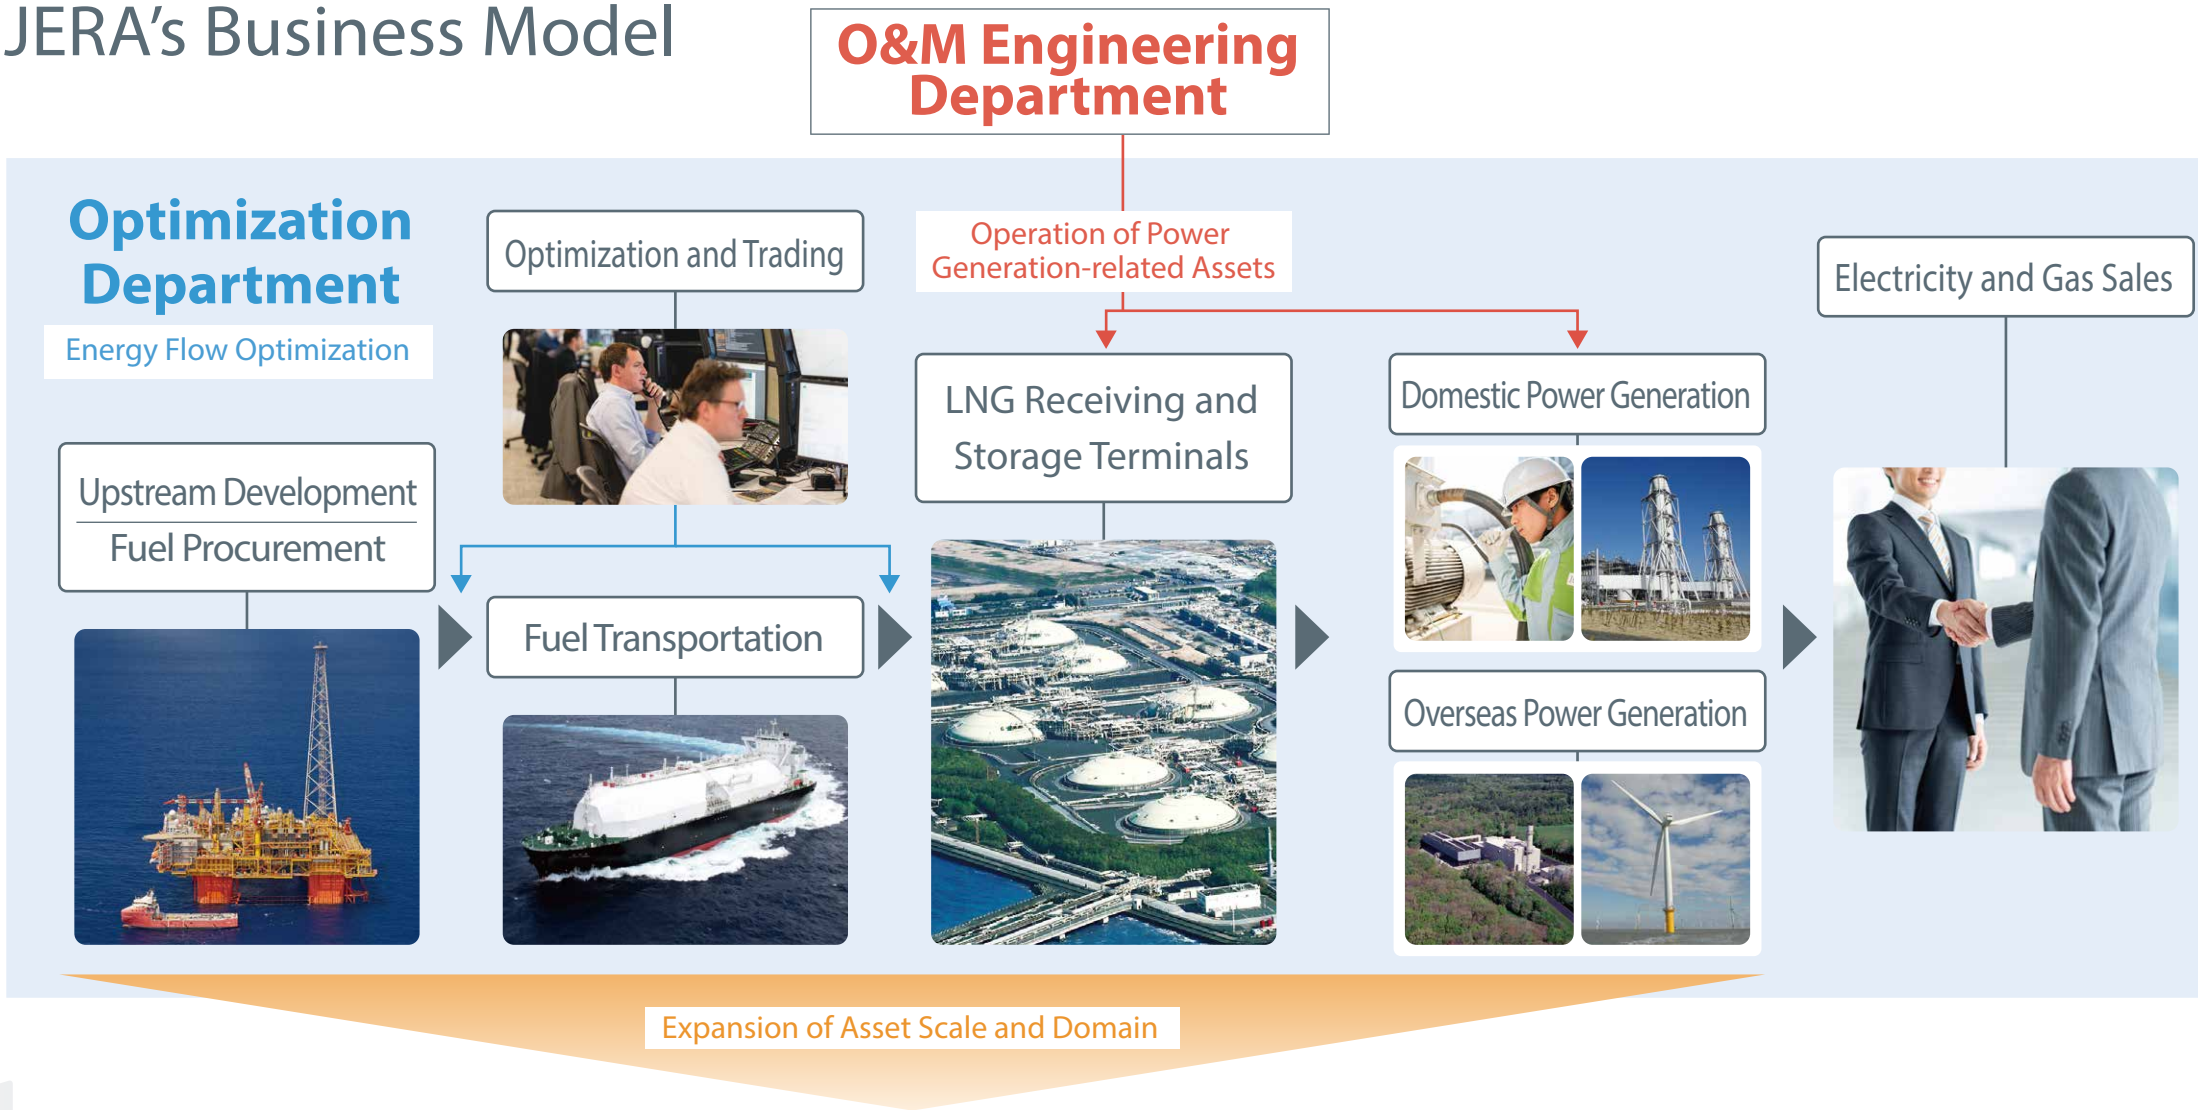 JERA's Business Model
O&M Engineering
Department
Optimization
Department
Energy Flow Optimization
Upstream Development
Fuel Procurement
Optimization and Trading
Fuel Transportation
Operation of Power
Generation-related Assets
LNG Receiving and
Storage Terminals
Domestic Power Generation
Overseas Power Generation
Electricity and Gas Sales
Expansion of Asset Scale and Domain